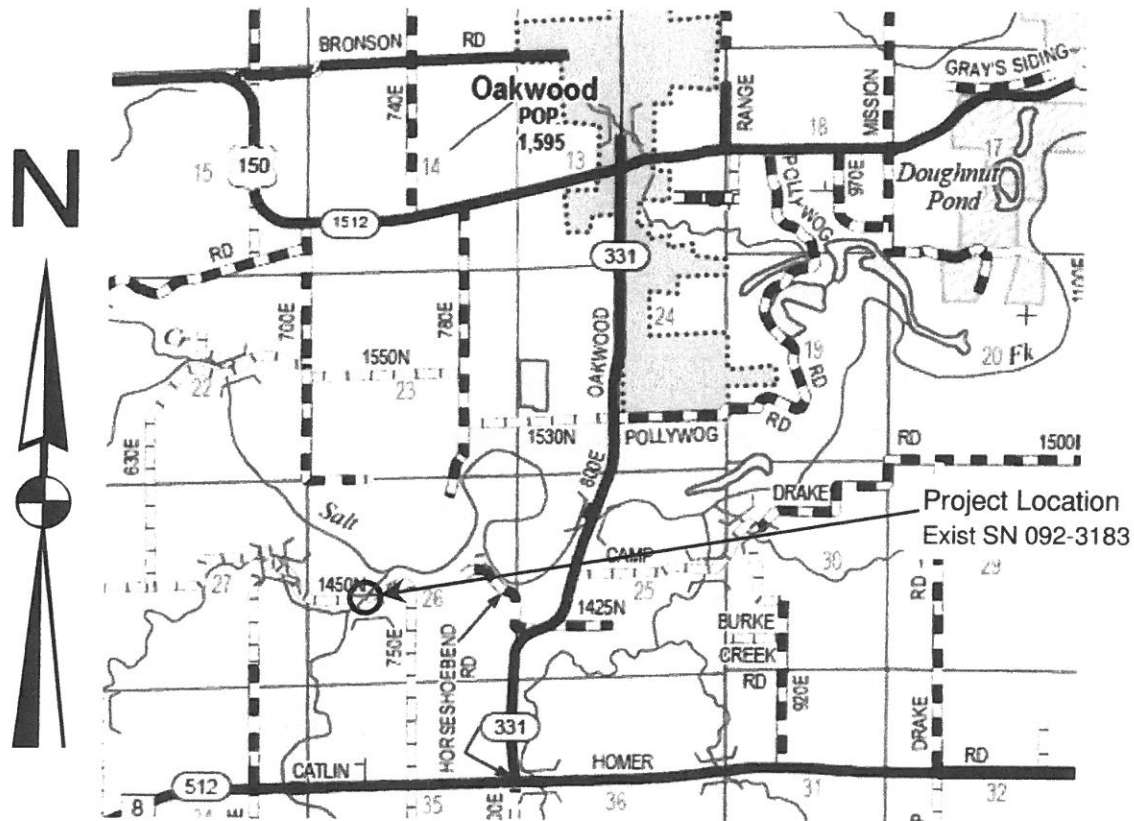 BRONSON RD
GRAY'S SIDING
Oakwood
POP
1,595
740E
RANGE
MISSION
18
17
15
150
14
13
POLLYWOG
970E
Doughnut
Pond
1512
RD
331
1100E
700E
780E
OAKWOOD
24
19
20 Fk
Cr
22
1550N
23
RD
630E
1530N
POLLYWOG
RD
RD
800E
DRAKE
Project Location
Exist SN 092-3183
Salt
CAMP
30
29
27
1450N
26
25
1425N
RD
750E
HORSESHOEBEND
RD
BURKE
CREEK
RD
920E
DRAKE
331
CATLIN
HOMER
RD
512
8
35
36
31
32
N